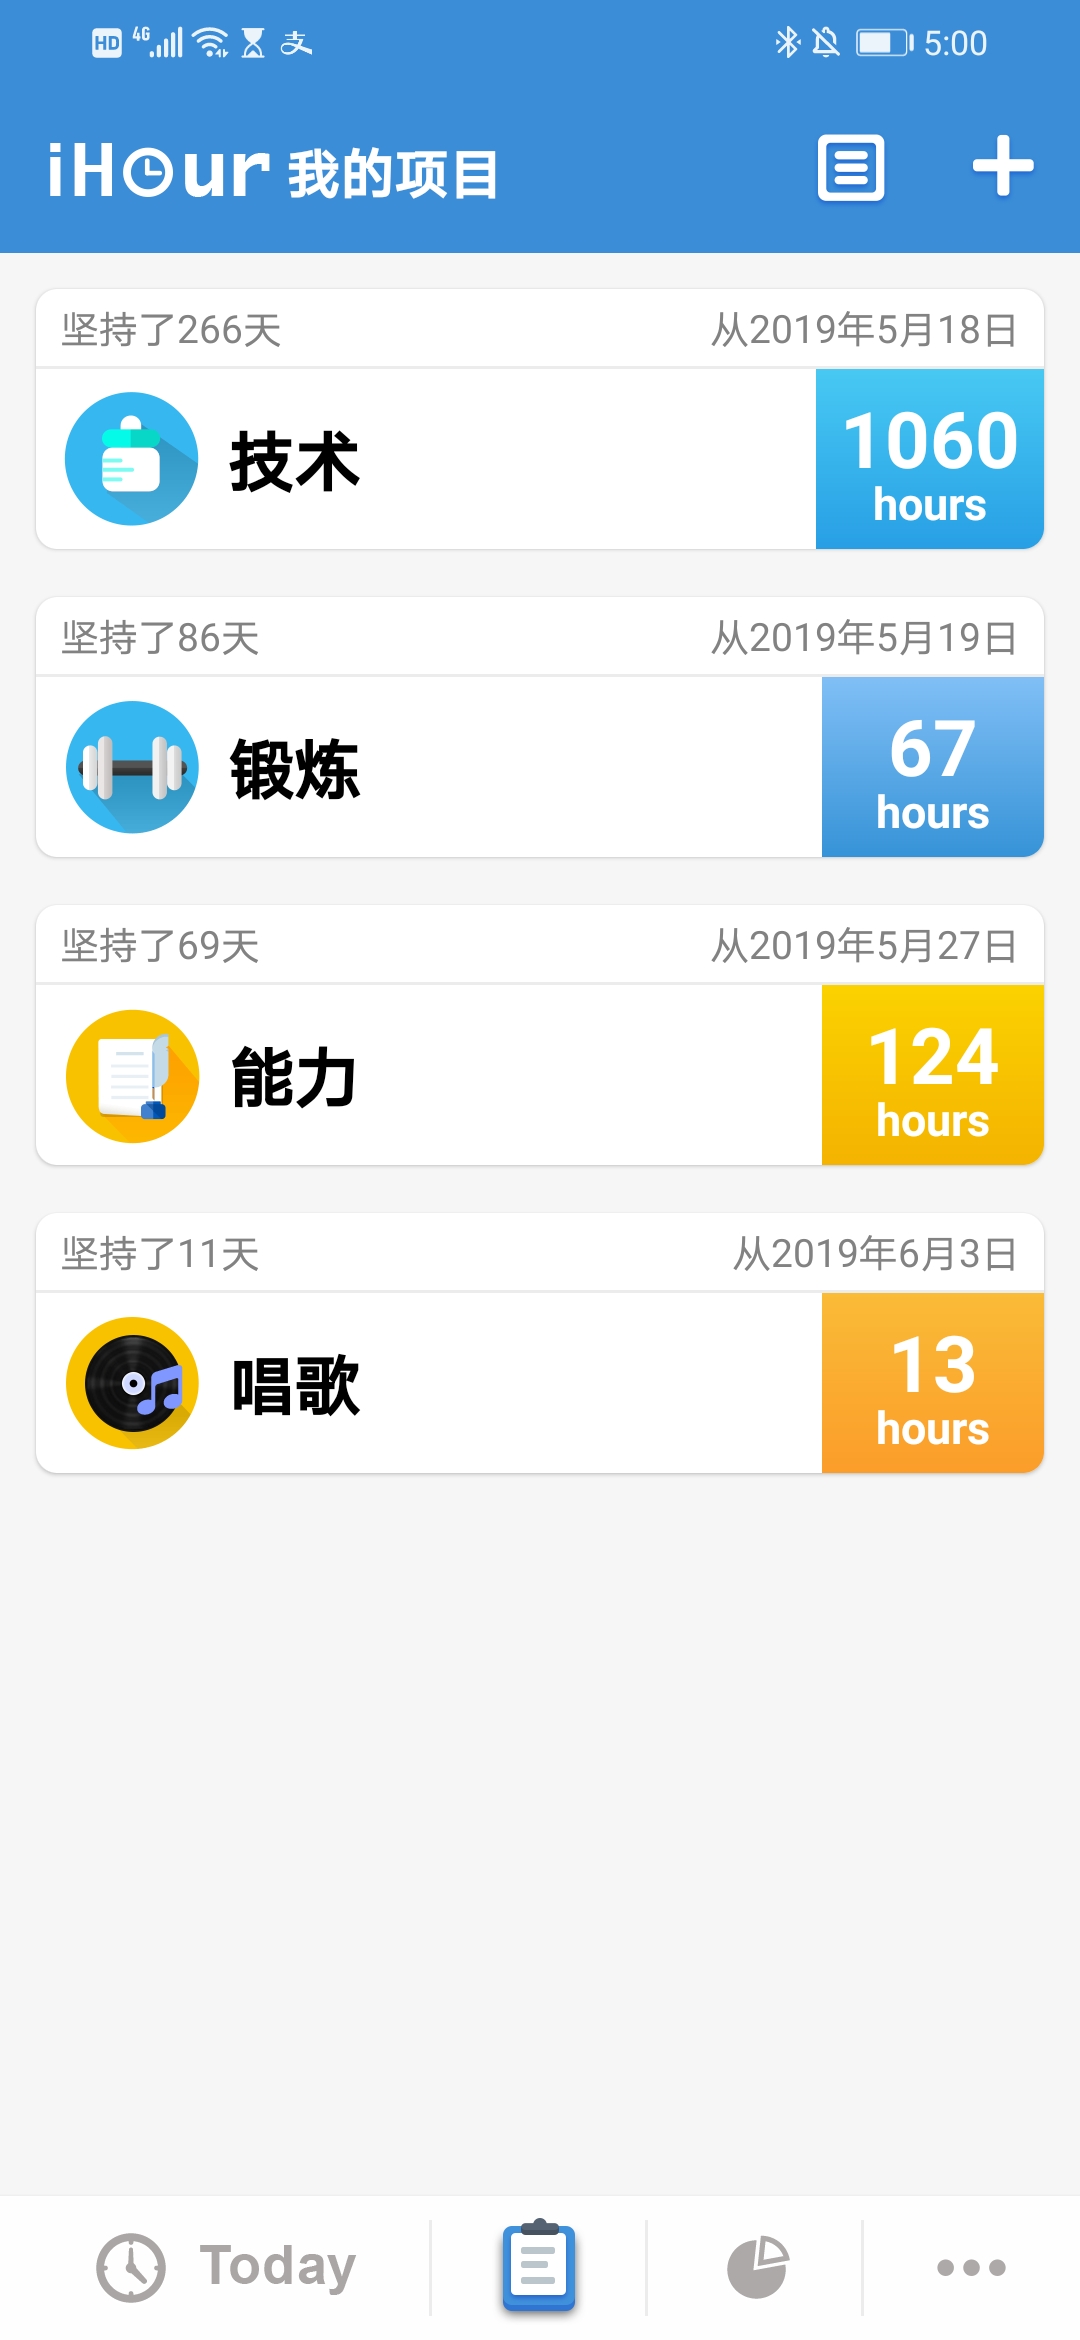 HD 4G 支 5:00
iHour 我的项目
坚持了266天 从2019年5月18日
技术
1060
hours
坚持了86天 从2019年5月19日
锻炼
67
hours
坚持了69天 从2019年5月27日
能力
124
hours
坚持了11天 从2019年6月3日
唱歌
13
hours
Today